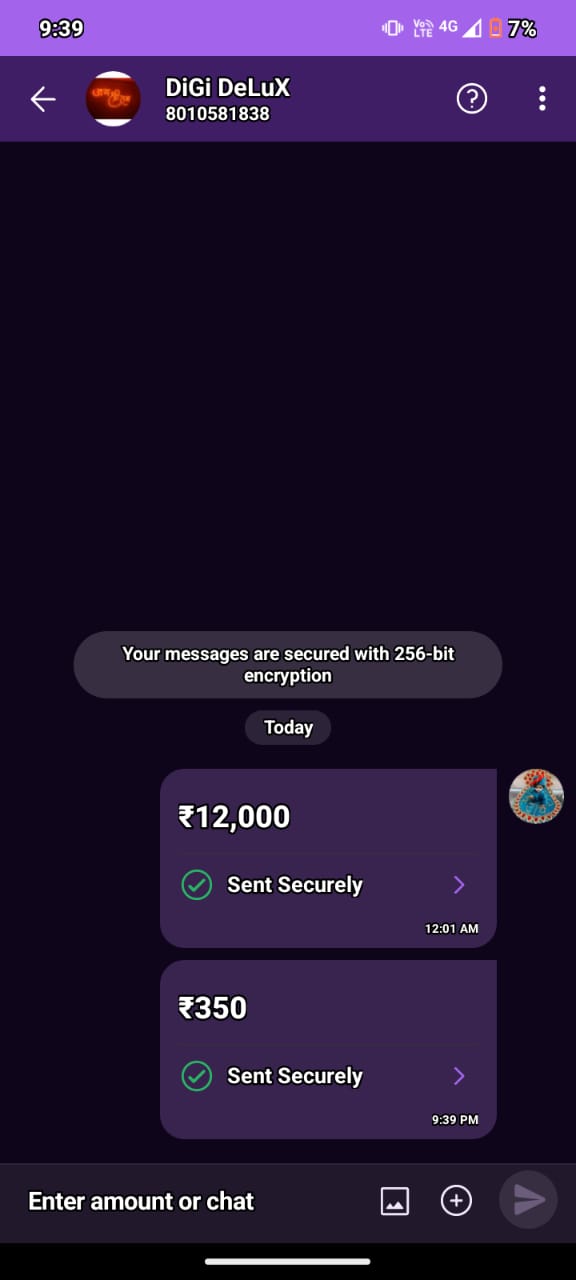 9:39
Vo
LTE
4G
7%
DiGi DeLuX
8010581838
Your messages are secured with 256-bit
encryption
Today
₹12,000
Sent Securely
12:01 AM
₹350
Sent Securely
9:39 PM
Enter amount or chat